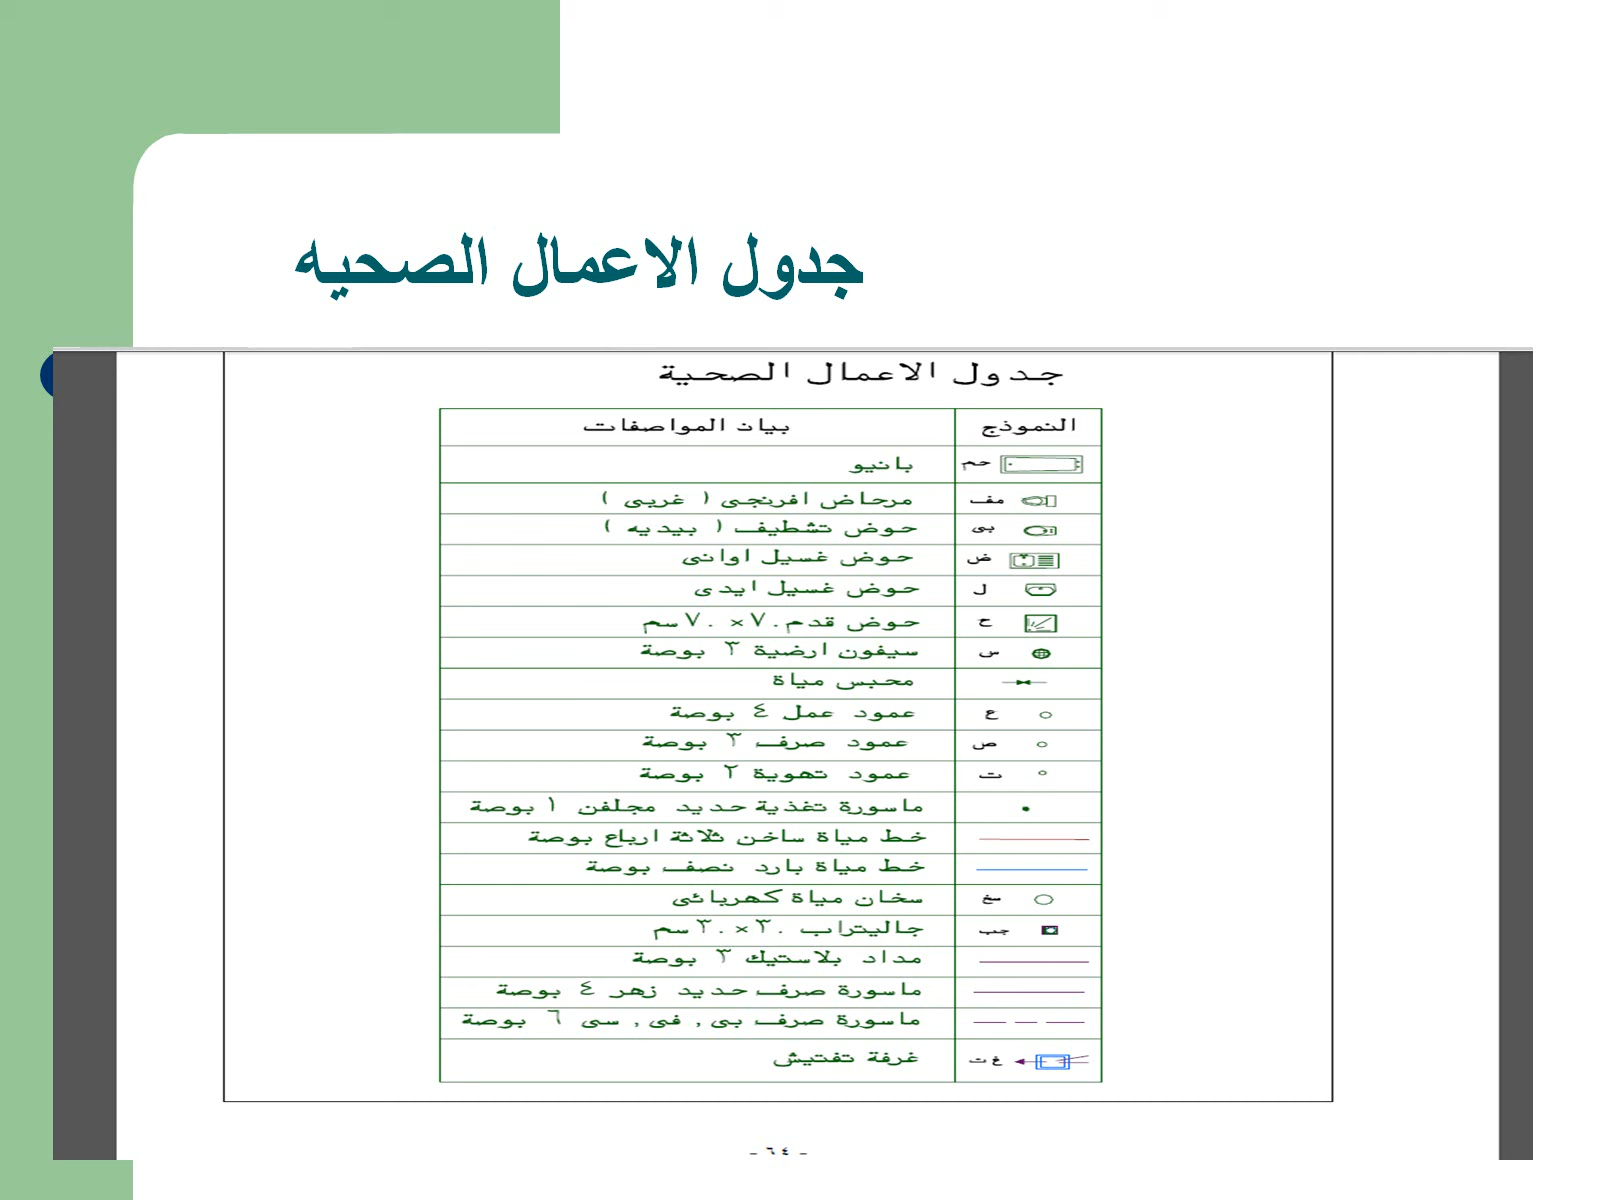 جدول الاعمال الصحيه
جدول الاعمال الصحية
النموذج بيان المواصفات
حم بانيو
مف مرحاض افرنجى ( غربى )
بى حوض تشطيف ( بيديه )
ض حوض غسيل اوانى
ل حوض غسيل ايدى
ح حوض قدم ٧٠× ٧٠ سم
س سيفون ارضية ٣ بوصة
محبس مياة
ع عمود عمل ٤ بوصة
ص عمود صرف ٣ بوصة
ت عمود تهوية ٢ بوصة
ماسورة تغذية حديد مجلفن ١ بوصة
خط مياة ساخن ثلاثة ارباع بوصة
خط مياة بارد نصف بوصة
سخ سخان مياة كهربائى
جب جاليتراب ٣٠×٣٠ سم
مداد بلاستيك ٣ بوصة
ماسورة صرف حديد زهر ٤ بوصة
ماسورة صرف بى , فى , سى ٦ بوصة
غ ت غرفة تفتيش
- ٦٤ -